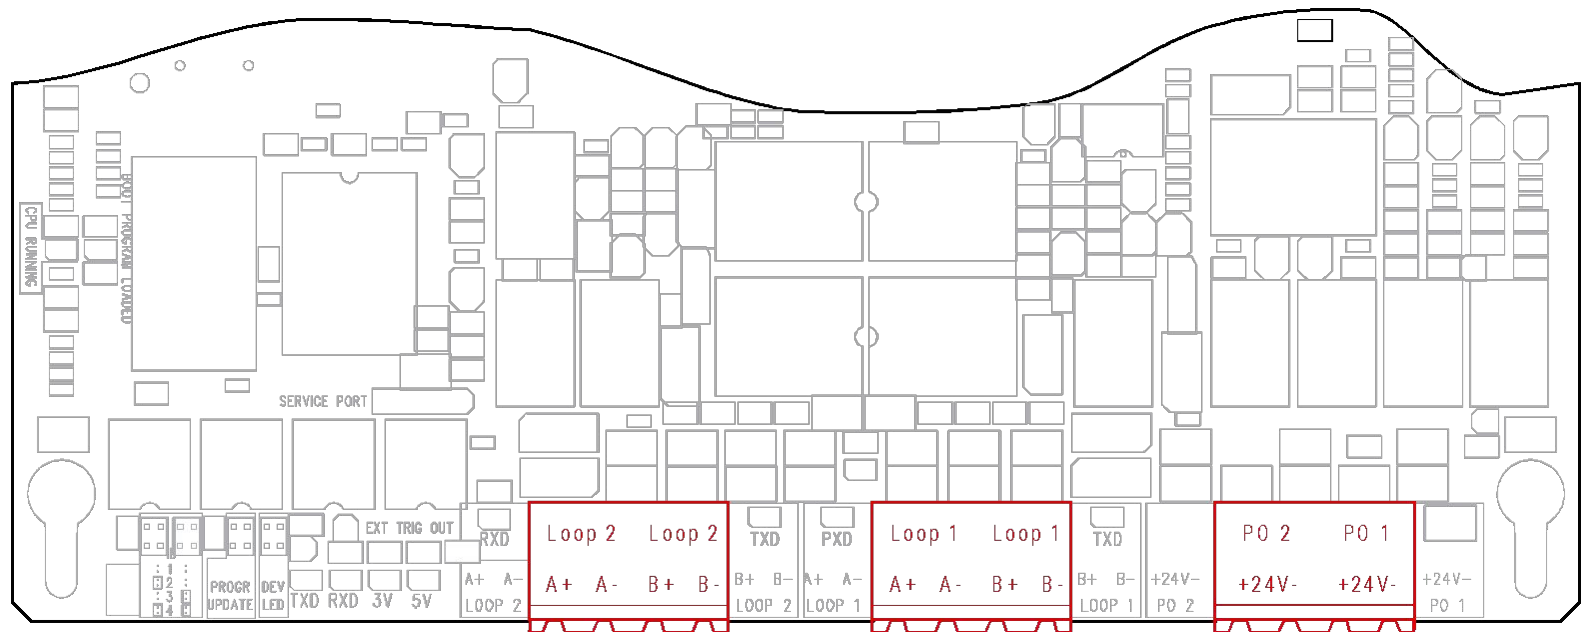 BOOT PROGRAM LOADED
CPU RUNNING
SERVICE PORT
EXT TRIG OUT
RXD
Loop 2 Loop 2
TXD
PXD
Loop 1 Loop 1
TXD
PO 2 PO 1
1
2
3
4
PROGR
UPDATE
DEV
LED
TXD RXD 3V 5V
A+ A-
LOOP 2
A+ A- B+ B-
B+ B-
LOOP 2
A+ A-
LOOP 1
A+ A- B+ B-
B+ B-
LOOP 1
+24V-
PO 2
+24V- +24V-
+24V-
PO 1